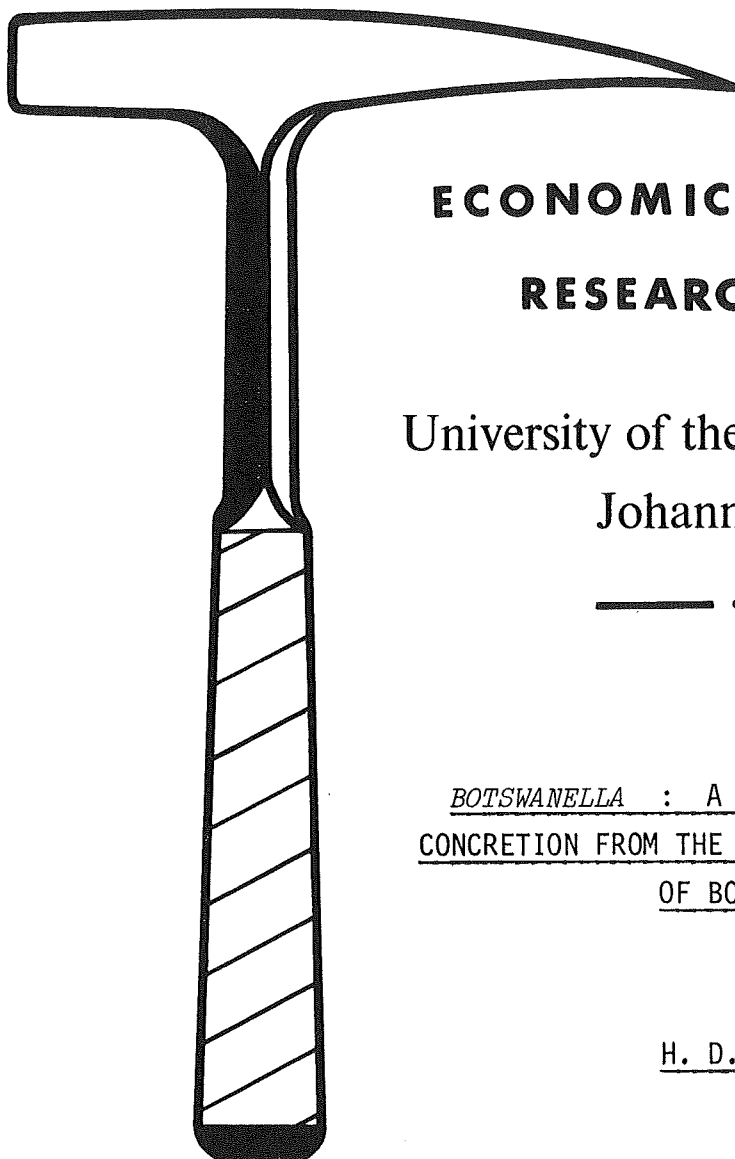 ECONOMIC
RESEARC
University of the
Johann
BOTSWANELLA : A
CONCRETION FROM THE
OF BO
H. D.